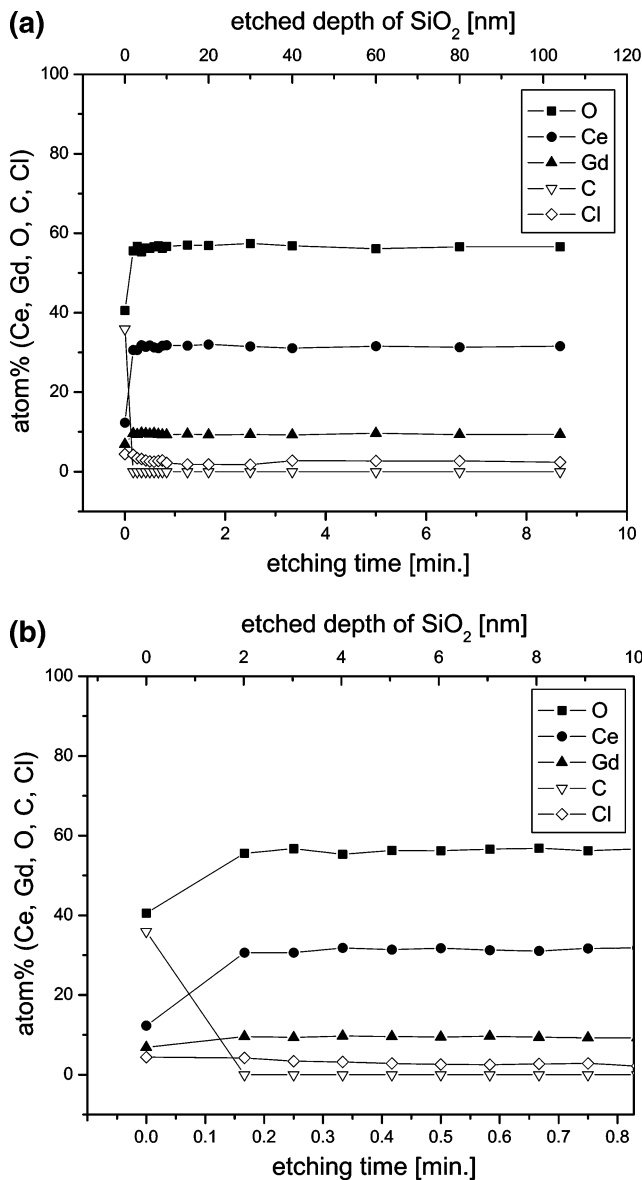 (a)
etched depth of SiO₂ [nm]
0 20 40 60 80 100 120
100
80
60
40
20
0
atom% (Ce, Gd, O, C, Cl)
O
Ce
Gd
C
Cl
0 2 4 6 8 10
etching time [min.]
(b)
etched depth of SiO₂ [nm]
0 2 4 6 8 10
100
80
60
40
20
0
atom% (Ce, Gd, O, C, Cl)
O
Ce
Gd
C
Cl
0.0 0.1 0.2 0.3 0.4 0.5 0.6 0.7 0.8
etching time [min.]